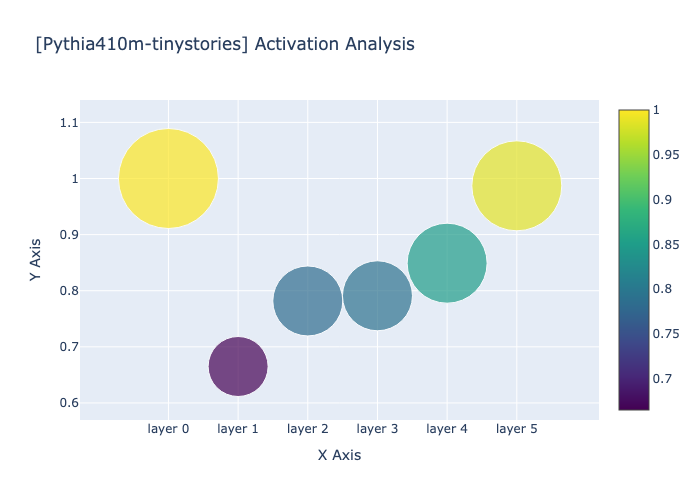 [Pythia410m-tinystories] Activation Analysis
1.1
1
0.9
0.8
0.7
0.6
Y Axis
layer 0
layer 1
layer 2
layer 3
layer 4
layer 5
X Axis
1
0.95
0.9
0.85
0.8
0.75
0.7